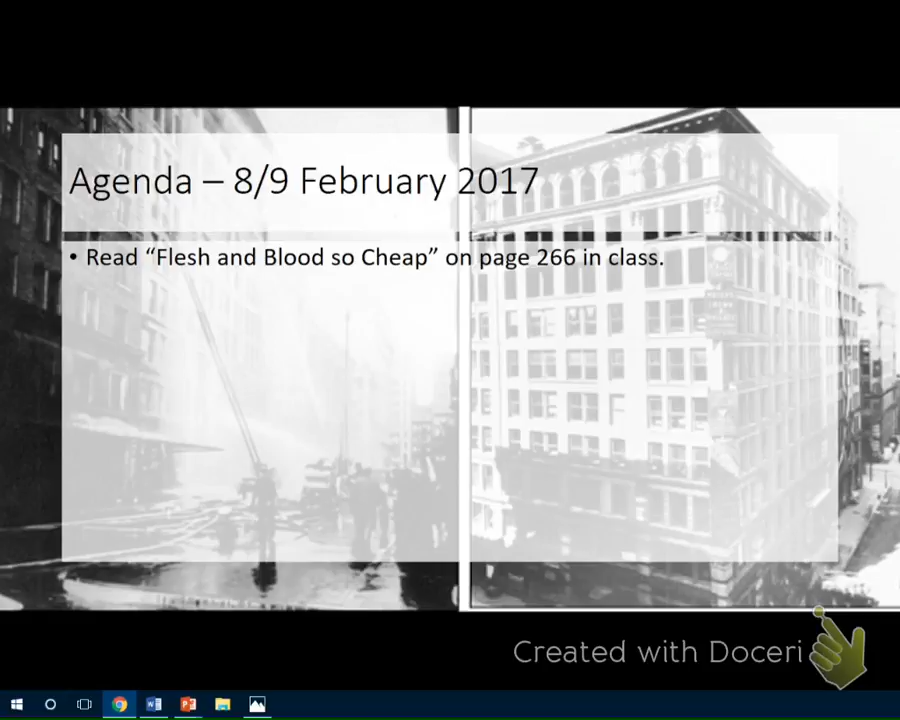 Agenda – 8/9 February 2017
• Read “Flesh and Blood so Cheap” on page 266 in class.
Created with Doceri